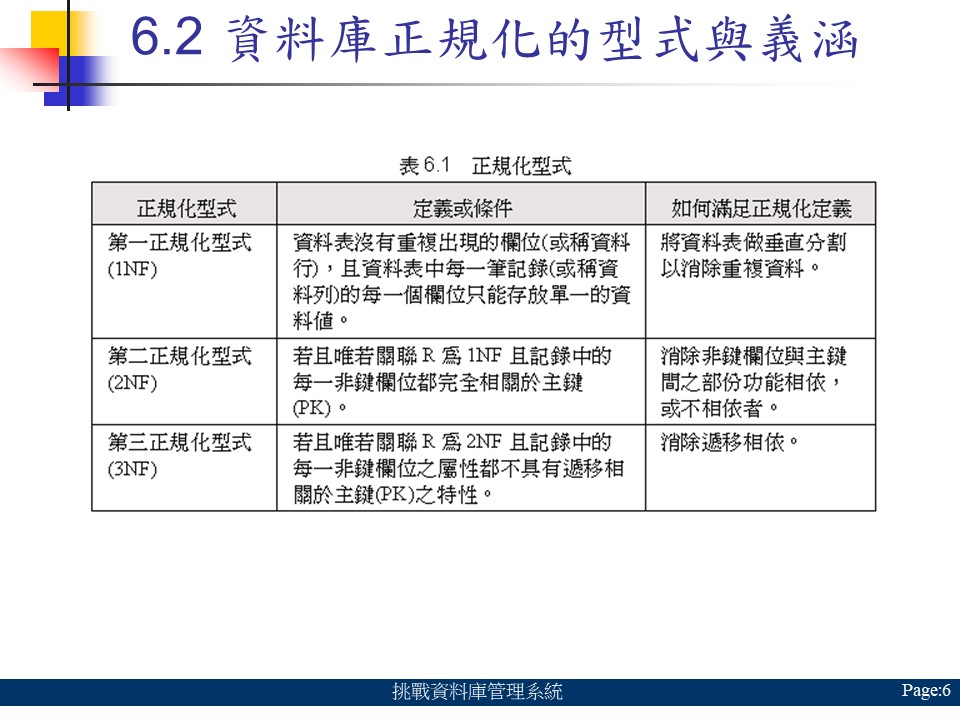 6.2 資料庫正規化的型式與義涵
表 6.1 正規化型式
正規化型式 定義或條件 如何滿足正規化定義
第一正規化型式
(1NF)
資料表沒有重複出現的欄位(或稱資料
行)，且資料表中每一筆記錄(或稱資
料列)的每一個欄位只能存放單一的資
料值。
將資料表做垂直分割
以消除重複資料。
第二正規化型式
(2NF)
若且唯若關聯 R 為 1NF 且記錄中的
每一非鍵欄位都完全相關於主鍵
(PK)。
消除非鍵欄位與主鍵
間之部份功能相依，
或不相依者。
第三正規化型式
(3NF)
若且唯若關聯 R 為 2NF 且記錄中的
每一非鍵欄位之屬性都不具有遞移相
關於主鍵(PK)之特性。
消除遞移相依。
挑戰資料庫管理系統
Page:6